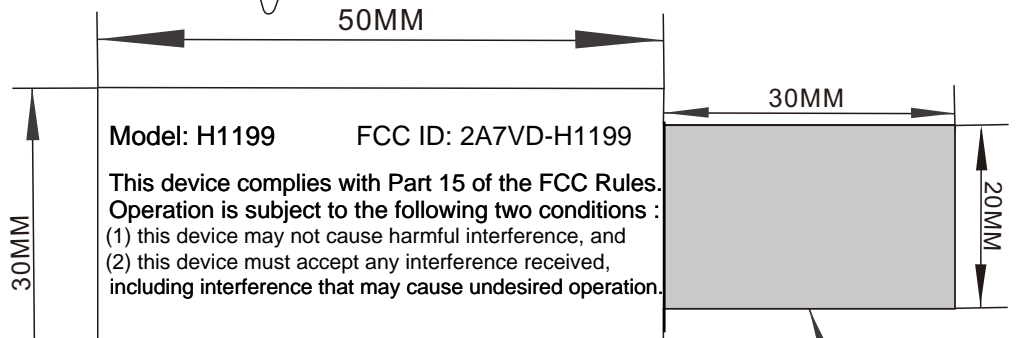 50MM
30MM
Model: H1199 FCC ID: 2A7VD-H1199
This device complies with Part 15 of the FCC Rules.
Operation is subject to the following two conditions :
(1) this device may not cause harmful interference, and
(2) this device must accept any interference received,
including interference that may cause undesired operation.
30MM
20MM